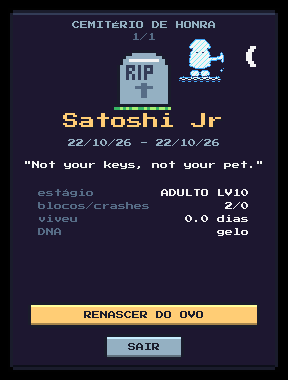 CEMITÉRIO DE HONRA
1/1
RIP
Satoshi Jr
22/10/26 - 22/10/26
"Not your keys, not your pet."
estágio ADULTO LV10
blocos/crashes 2/0
viveu 0.0 dias
DNA gelo
RENASCER DO OVO
SAIR